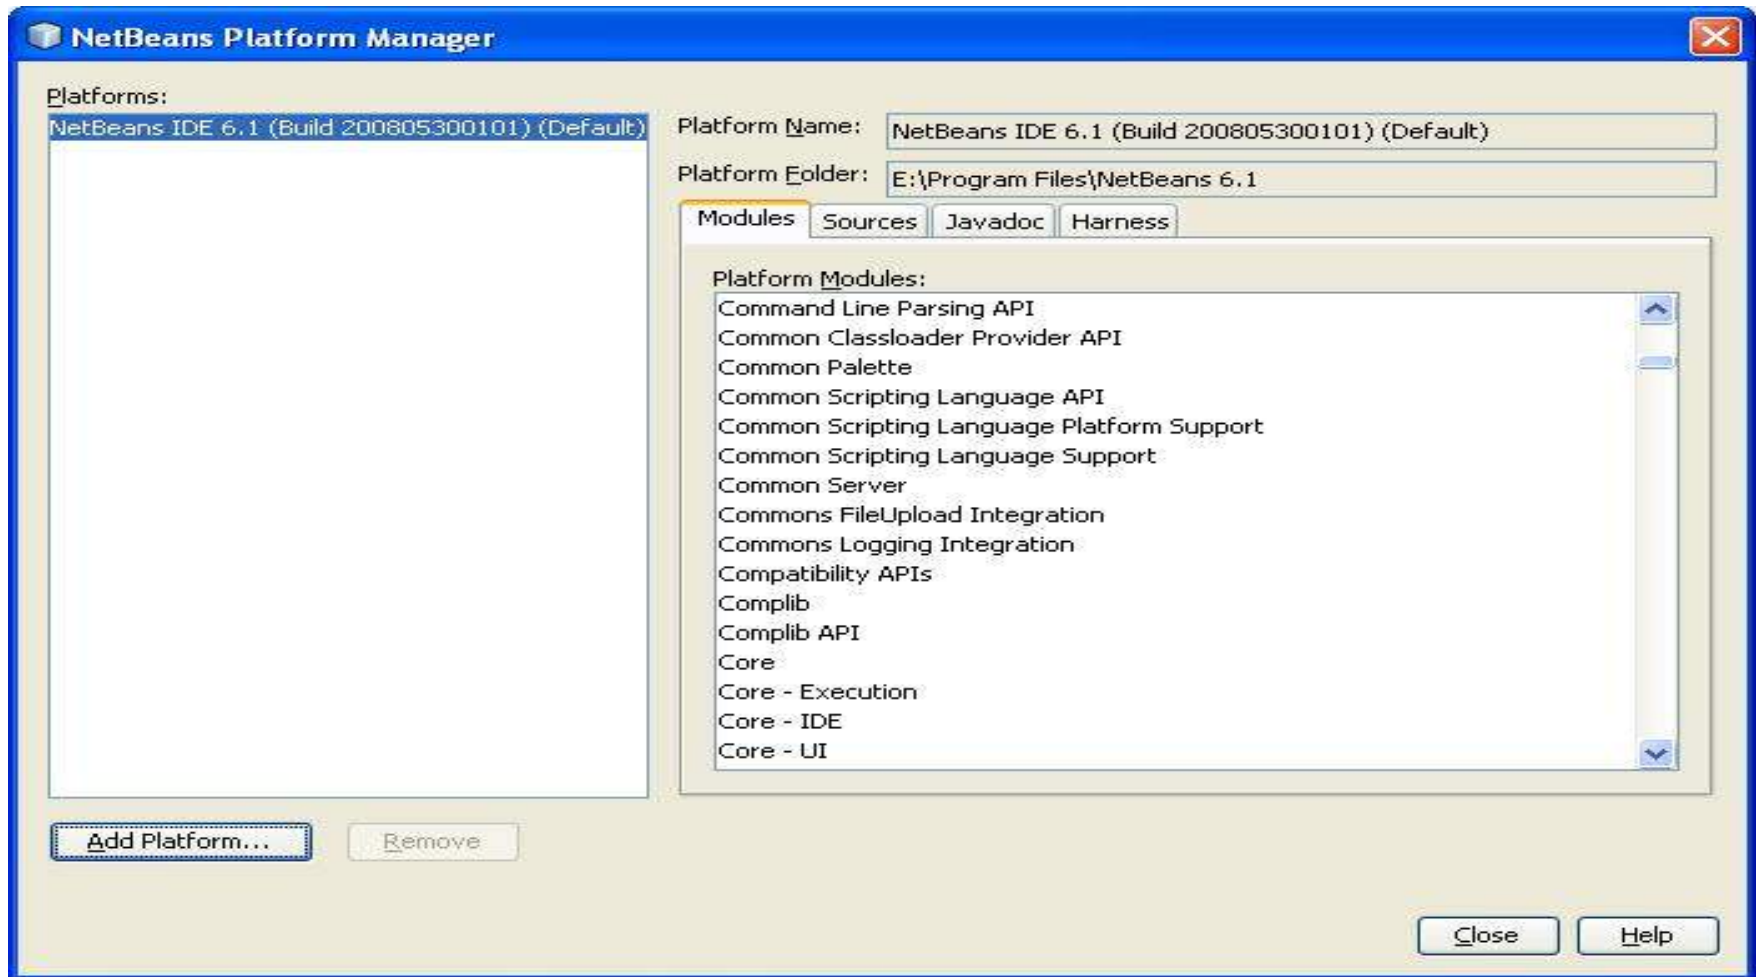 NetBeans Platform Manager
Platforms:
NetBeans IDE 6.1 (Build 200805300101) (Default)
Platform Name: NetBeans IDE 6.1 (Build 200805300101) (Default)
Platform Folder: E:\Program Files\NetBeans 6.1
Modules Sources Javadoc Harness
Platform Modules:
Command Line Parsing API
Common Classloader Provider API
Common Palette
Common Scripting Language API
Common Scripting Language Platform Support
Common Scripting Language Support
Common Server
Commons FileUpload Integration
Commons Logging Integration
Compatibility APIs
Complib
Complib API
Core
Core - Execution
Core - IDE
Core - UI
Add Platform... Remove
Close Help